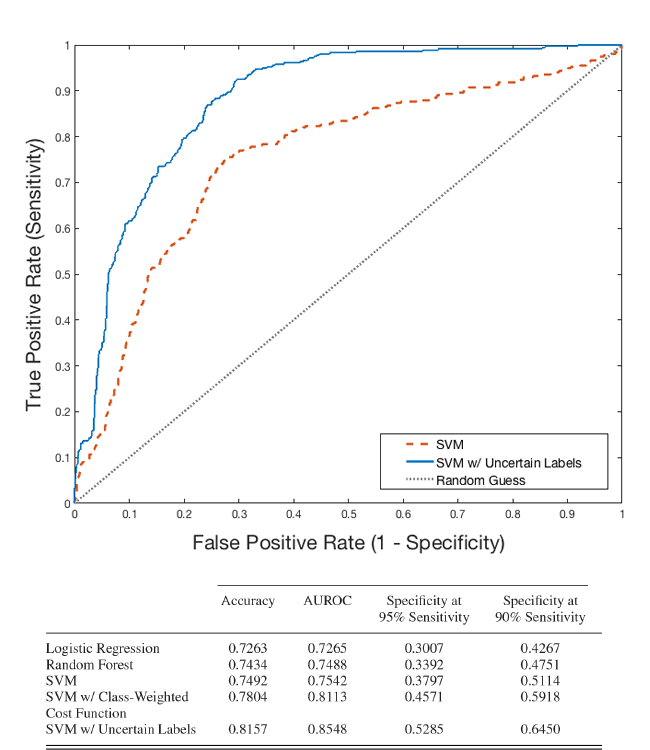 1
0.9
0.8
0.7
0.6
0.5
0.4
0.3
0.2
0.1
0
True Positive Rate (Sensitivity)
SVM
SVM w/ Uncertain Labels
Random Guess
0 0.1 0.2 0.3 0.4 0.5 0.6 0.7 0.8 0.9 1
False Positive Rate (1 - Specificity)
Accuracy AUROC Specificity at Specificity at
95% Sensitivity 90% Sensitivity
Logistic Regression 0.7263 0.7265 0.3007 0.4267
Random Forest 0.7434 0.7488 0.3392 0.4751
SVM 0.7492 0.7542 0.3797 0.5114
SVM w/ Class-Weighted 0.7804 0.8113 0.4571 0.5918
Cost Function
SVM w/ Uncertain Labels 0.8157 0.8548 0.5285 0.6450